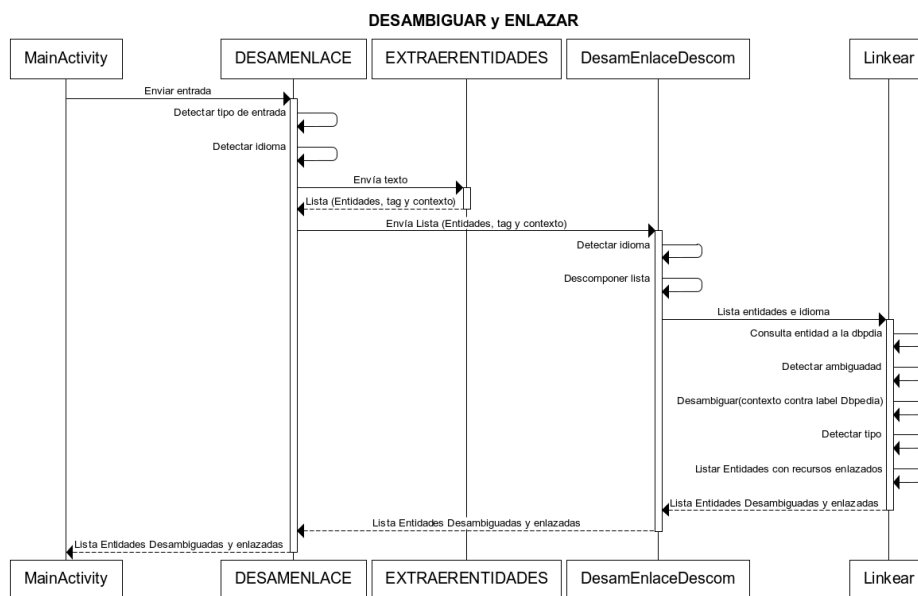 DESAMBIGUAR y ENLAZAR
MainActivity
DESAMENLACE
EXTRAERENTIDADES
DesamEnlaceDescom
Linkear
Enviar entrada
Detectar tipo de entrada
Detectar idioma
Envía texto
Lista (Entidades, tag y contexto)
Envía Lista (Entidades, tag y contexto)
Detectar idioma
Descomponer lista
Lista entidades e idioma
Consulta entidad a la dbpdia
Detectar ambiguadad
Desambiguar(contexto contra label Dbpedia)
Detectar tipo
Listar Entidades con recursos enlazados
Lista Entidades Desambiguadas y enlazadas
Lista Entidades Desambiguadas y enlazadas
Lista Entidades Desambiguadas y enlazadas
MainActivity
DESAMENLACE
EXTRAERENTIDADES
DesamEnlaceDescom
Linkear